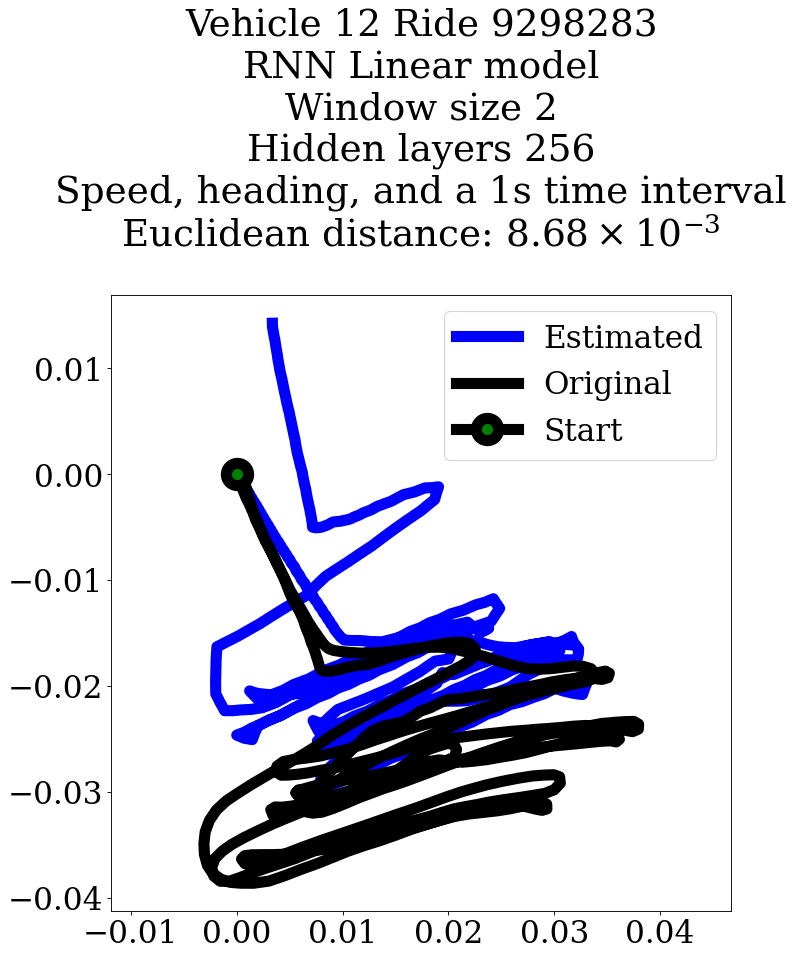 Vehicle 12 Ride 9298283
RNN Linear model
Window size 2
Hidden layers 256
Speed, heading, and a 1s time interval
Euclidean distance: 8.68 × 10⁻³
Estimated
Original
Start
0.01
0.00
−0.01
−0.02
−0.03
−0.04
−0.01 0.00 0.01 0.02 0.03 0.04